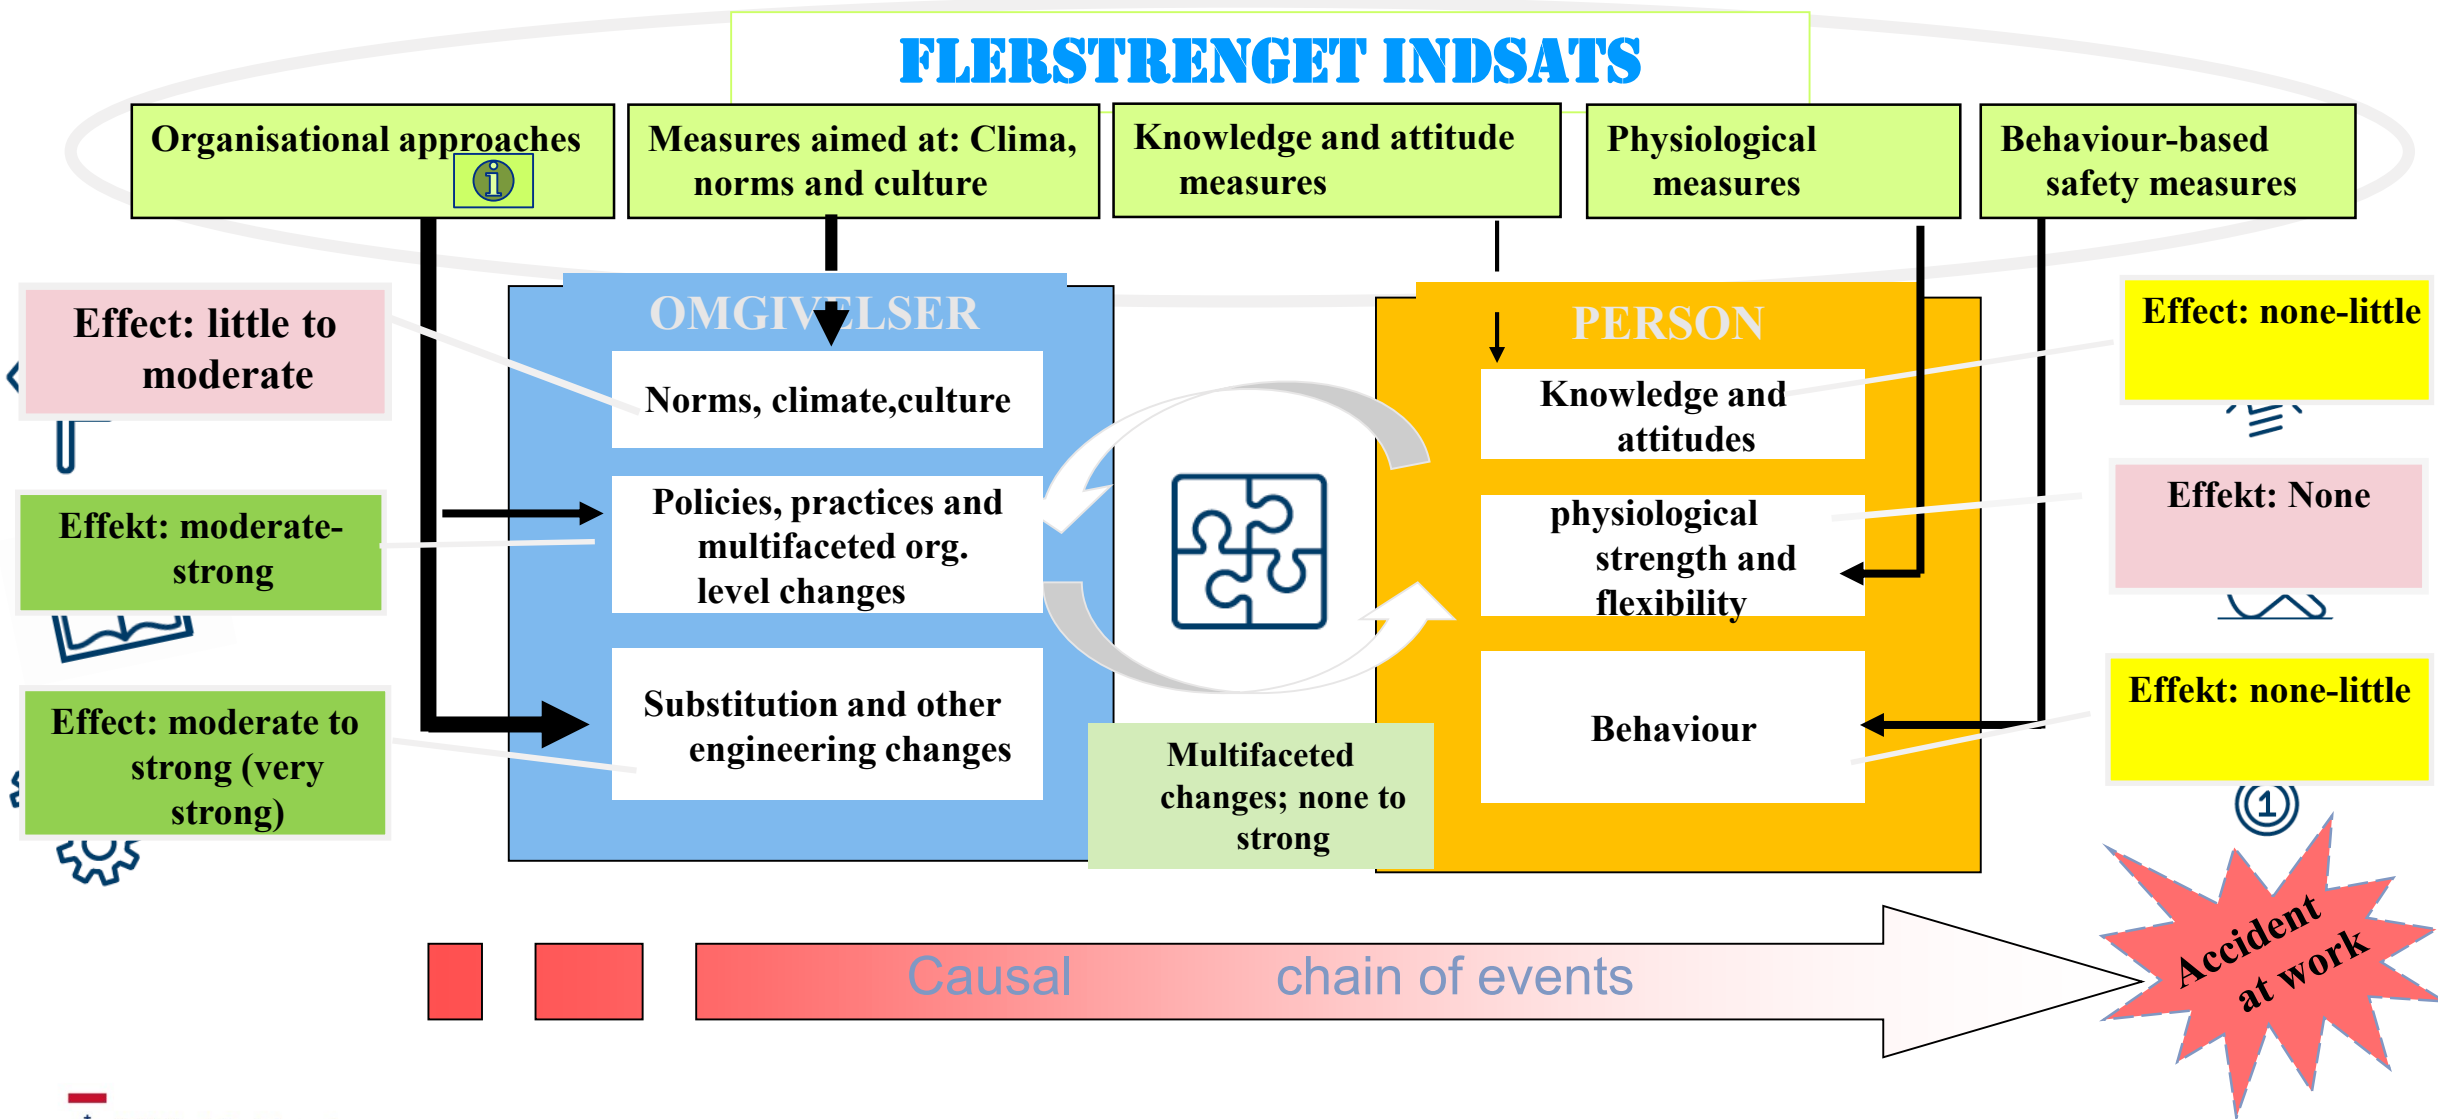 FLERSTRENGET INDSATS
Organisational approaches
Measures aimed at: Clima,
norms and culture
Knowledge and attitude
measures
Physiological
measures
Behaviour-based
safety measures
Effect: little to
moderate
Effekt: moderate-
strong
Effect: moderate to
strong (very
strong)
OMGIVELSER
Norms, climate,culture
Policies, practices and
multifaceted org.
level changes
Substitution and other
engineering changes
Multifaceted
changes; none to
strong
PERSON
Knowledge and
attitudes
physiological
strength and
flexibility
Behaviour
Effect: none-little
Effekt: None
Effekt: none-little
1
Causal chain of events
Accident
at work